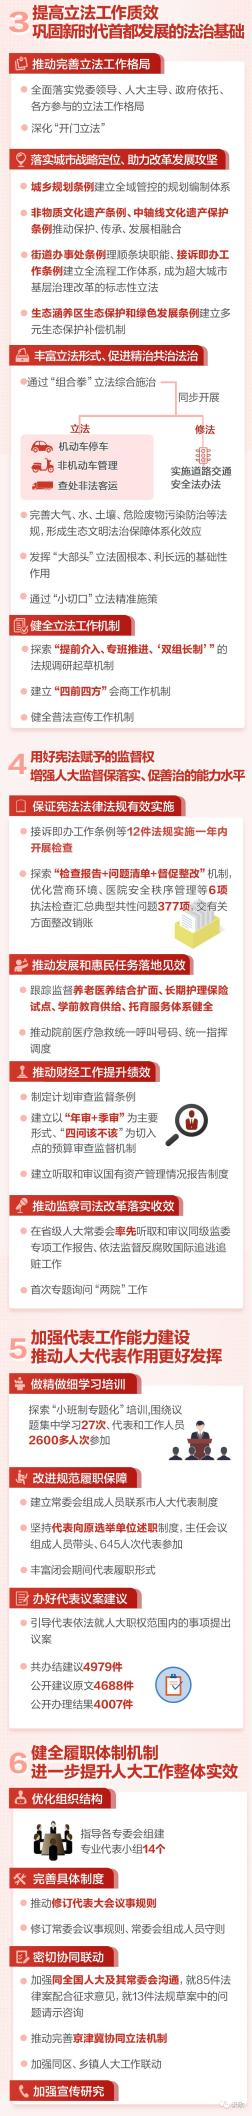 3 提高立法工作质效
巩固新时代首都发展的法治基础
推动完善立法工作格局
全面落实党委领导、人大主导、政府依托、
各方参与的立法工作格局
深化“开门立法”
落实城市战略定位、助力改革发展攻坚
城乡规划条例建立全域管控的规划编制体系
非物质文化遗产条例、中轴线文化遗产保护
条例推动保护、传承、发展相融合
街道办事处条例理顺条块职能、接诉即办工
作条例建立全流程工作体系，成为超大城市
基层治理改革的标志性立法
生态涵养区生态保护和绿色发展条例建立多
元生态保护补偿机制
丰富立法形式、促进精治共治法治
通过“组合拳”立法综合施治
同步开展
立法
修法
机动车停车
非机动车管理
查处非法客运
实施道路交通
安全法办法
完善大气、水、土壤、危险废物污染防治等法
规，形成生态文明法治保障体系化效应
发挥“大部头”立法固根本、利长远的基础性
作用
通过“小切口”立法精准施策
健全立法工作机制
探索“提前介入、专班推进、‘双组长制’”的
法规调研起草机制
建立“四前四方”会商工作机制
健全普法宣传工作机制
4 用好宪法赋予的监督权
增强人大监督保落实、促善治的能力水平
保证宪法法律法规有效实施
接诉即办工作条例等12件法规实施一年内
开展检查
探索“检查报告+问题清单+督促整改”机制，
优化营商环境、医院安全秩序管理等6项
执法检查汇总典型共性问题377项，交有关
方面整改销账
推动发展和惠民任务落地见效
跟踪监督养老医养结合扩面、长期护理保险
试点、学前教育供给、托育服务体系健全
推动院前医疗急救统一呼叫号码、统一指挥
调度
推动财经工作提升绩效
制定计划审查监督条例
建立以“年审+季审”为主要
形式、“四问该不该”为切入
点的预算审查监督机制
建立听取和审议国有资产管理情况报告制度
推动监察司法改革落实收效
在省级人大常委会率先听取和审议同级监委
专项工作报告、依法监督反腐败国际追逃追
赃工作
首次专题询问“两院”工作
5 加强代表工作能力建设
推动人大代表作用更好发挥
做精做细学习培训
探索“小班制专题化”培训，围绕议
题集中学习27次、代表和工作人员
2600多人次参加
改进规范履职保障
建立常委会组成人员联系市人大代表制度
坚持代表向原选举单位述职制度，主任会议
组成人员带头、645人次代表参加
丰富闭会期间代表履职形式
办好代表议案建议
引导代表依法就人大职权范围内的事项提出
议案
共办结建议4979件
公开建议原文4688件
公开办理结果4007件
6 健全履职体制机制
进一步提升人大工作整体实效
优化组织结构
指导各专委会组建
专业代表小组14个
完善具体制度
推动修订代表大会议事规则
修订常委会议事规则、常委会组成人员守则
密切协同联动
加强同全国人大及其常委会沟通，就85件法
律案配合征求意见，就13件法规草案中的问
题请示咨询
推动完善京津冀协同立法机制
加强同区、乡镇人大工作联动
加强宣传研究